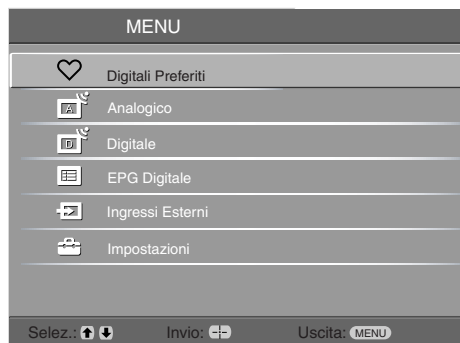 MENU
Digitali Preferiti
A Analogico
D Digitale
EPG Digitale
Ingressi Esterni
Impostazioni
Selez.: Invio: Uscita: MENU